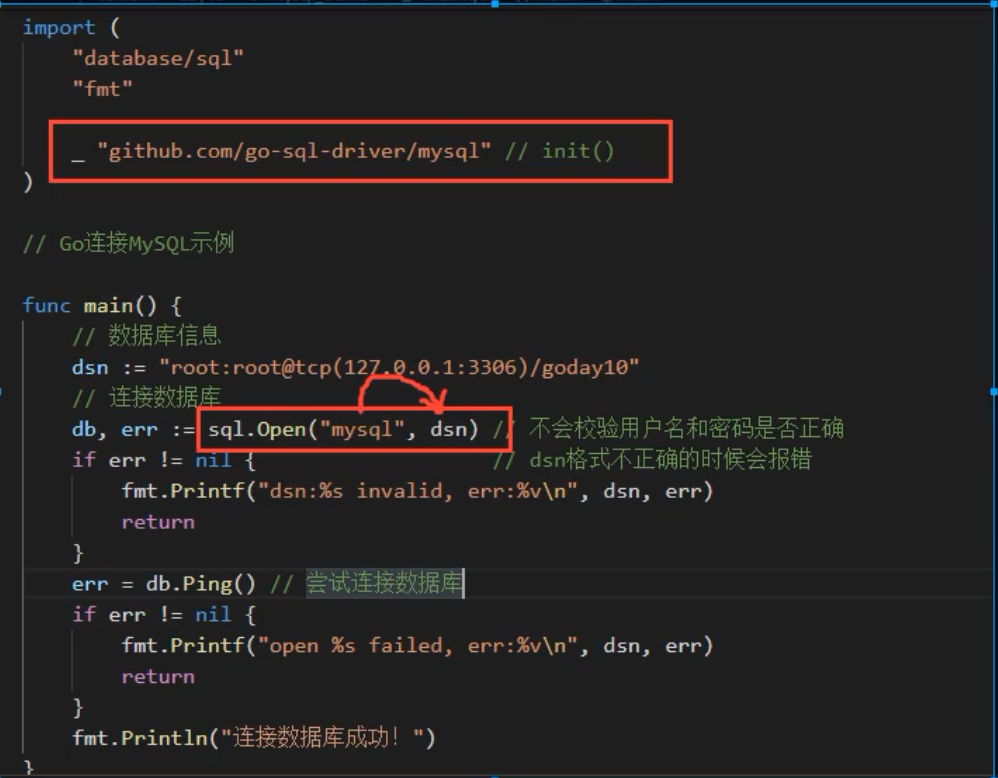 import (
    "database/sql"
    "fmt"
    _ "github.com/go-sql-driver/mysql" // init()
)
// Go连接MySQL示例
func main() {
    // 数据库信息
    dsn := "root:root@tcp(127.0.0.1:3306)/goday10"
    // 连接数据库
    db, err := sql.Open("mysql", dsn) // 不会校验用户名和密码是否正确
    if err != nil {                   // dsn格式不正确的时候会报错
        fmt.Printf("dsn:%s invalid, err:%v\n", dsn, err)
        return
    }
    err = db.Ping() // 尝试连接数据库
    if err != nil {
        fmt.Printf("open %s failed, err:%v\n", dsn, err)
        return
    }
    fmt.Println("连接数据库成功！")
}